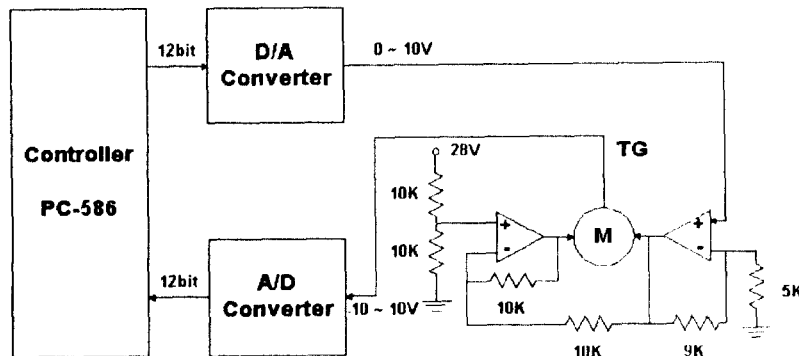 12bit
D/A
Converter
0 ~ 10V
Controller
PC-586
28V
TG
10K
10K
+
-
M
+
-
10K
5K
12bit
A/D
Converter
10 ~ 10V
10K
9K